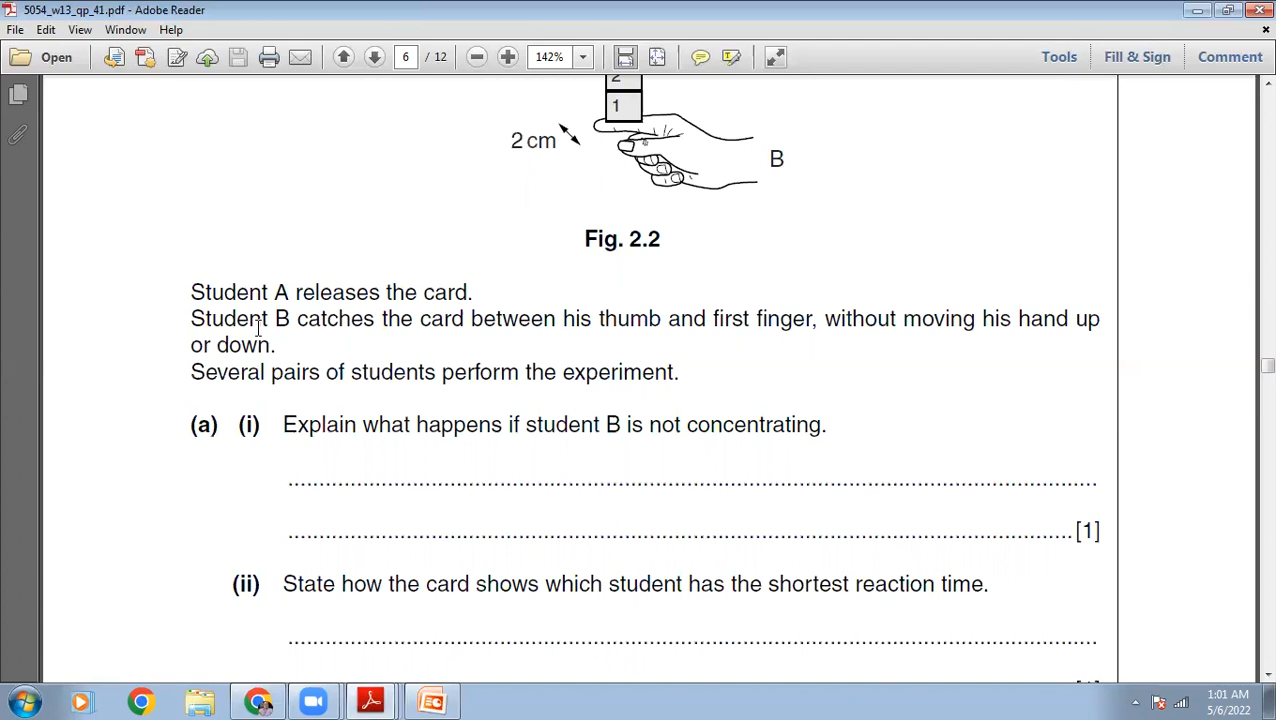 5054_w13_qp_41.pdf - Adobe Reader
File Edit View Window Help
Open 6 / 12 142% Tools Fill & Sign Comment
2
1
2 cm
B
Fig. 2.2
Student A releases the card.
Student B catches the card between his thumb and first finger, without moving his hand up
or down.
Several pairs of students perform the experiment.
(a) (i) Explain what happens if student B is not concentrating.
[1]
(ii) State how the card shows which student has the shortest reaction time.
1:01 AM
5/6/2022